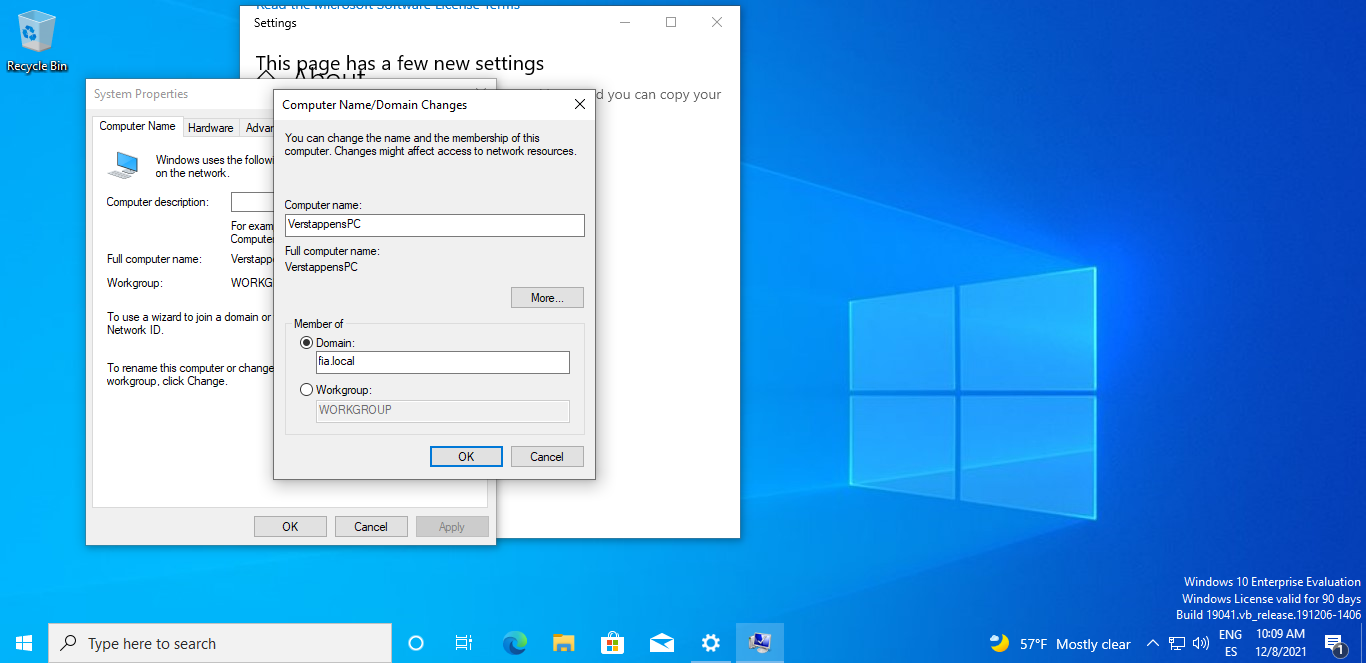 Recycle Bin
Read the Microsoft Software License Terms
Settings
This page has a few new settings
About
d you can copy your
System Properties
Computer Name
Hardware
Advan
Windows uses the followi
on the network.
Computer description:
For exam
Compute
Full computer name:
Verstapp
Workgroup:
WORKG
To use a wizard to join a domain or
Network ID.
To rename this computer or change
workgroup, click Change.
OK
Cancel
Apply
Computer Name/Domain Changes
You can change the name and the membership of this
computer. Changes might affect access to network resources.
Computer name:
VerstappensPC
Full computer name:
VerstappensPC
More...
Member of
Domain:
fia.local
Workgroup:
WORKGROUP
OK
Cancel
Windows 10 Enterprise Evaluation
Windows License valid for 90 days
Build 19041.vb_release.191206-1406
Type here to search
57°F Mostly clear
ENG
ES
10:09 AM
12/8/2021
1